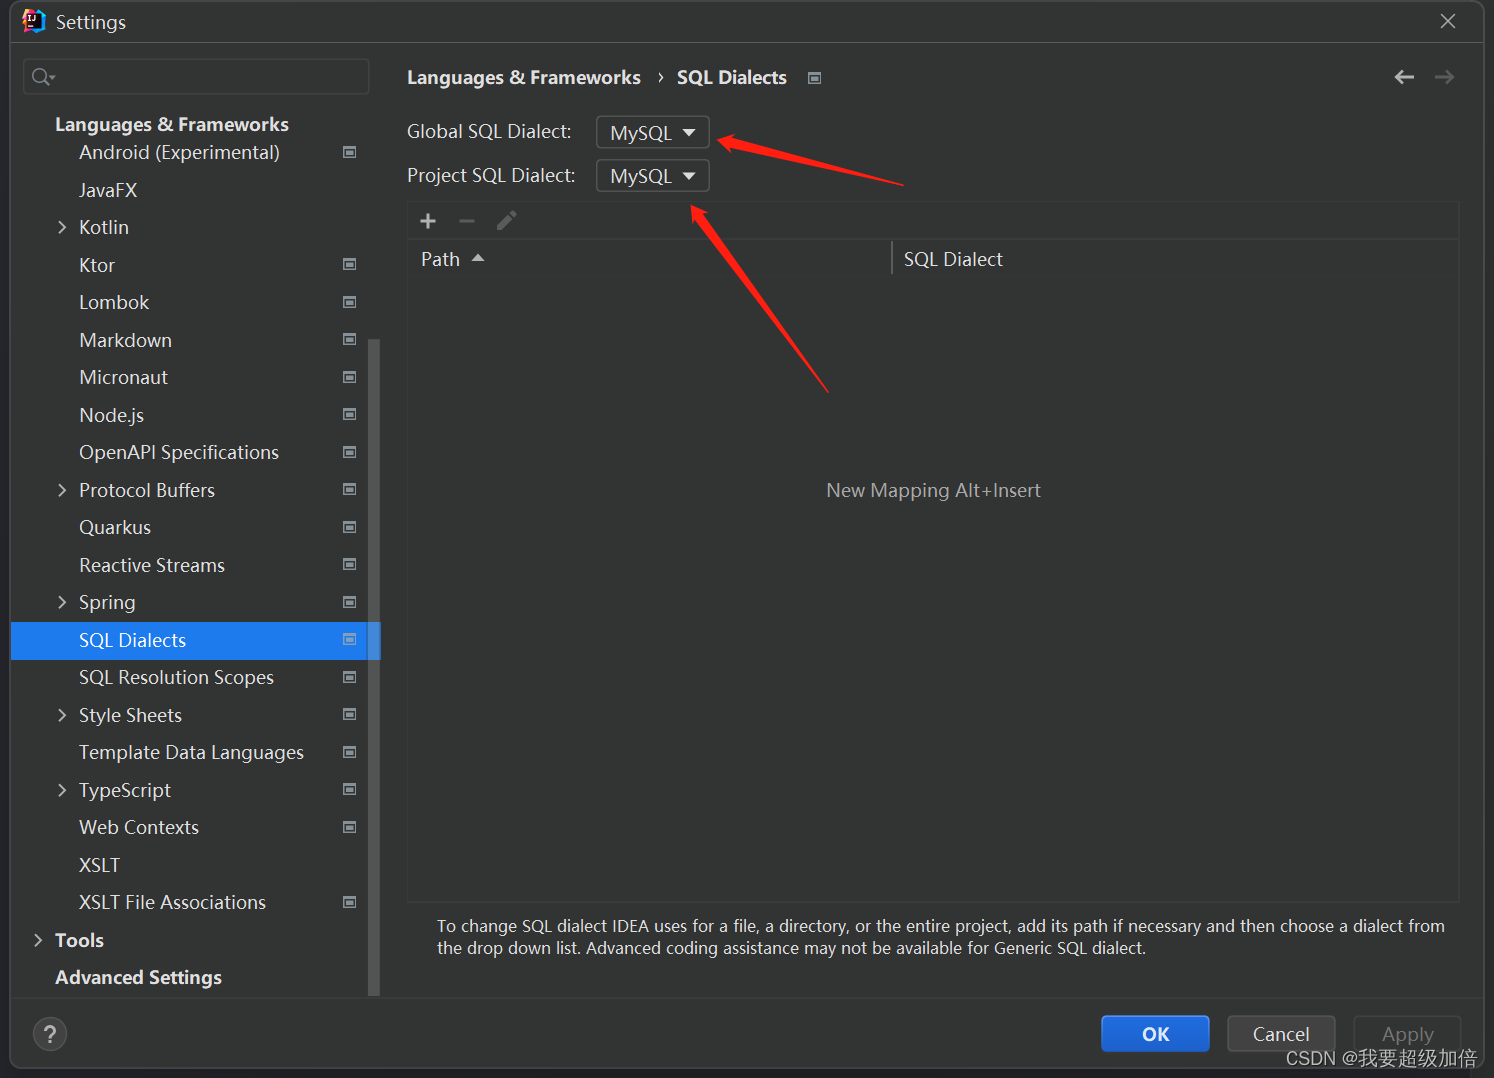 Settings
Languages & Frameworks › SQL Dialects
Languages & Frameworks
Android (Experimental)
JavaFX
Kotlin
Ktor
Lombok
Markdown
Micronaut
Node.js
OpenAPI Specifications
Protocol Buffers
Quarkus
Reactive Streams
Spring
SQL Dialects
SQL Resolution Scopes
Style Sheets
Template Data Languages
TypeScript
Web Contexts
XSLT
XSLT File Associations
Tools
Advanced Settings
Global SQL Dialect: MySQL
Project SQL Dialect: MySQL
Path SQL Dialect
New Mapping Alt+Insert
To change SQL dialect IDEA uses for a file, a directory, or the entire project, add its path if necessary and then choose a dialect from
the drop down list. Advanced coding assistance may not be available for Generic SQL dialect.
? OK Cancel Apply
CSDN @我要超级加倍